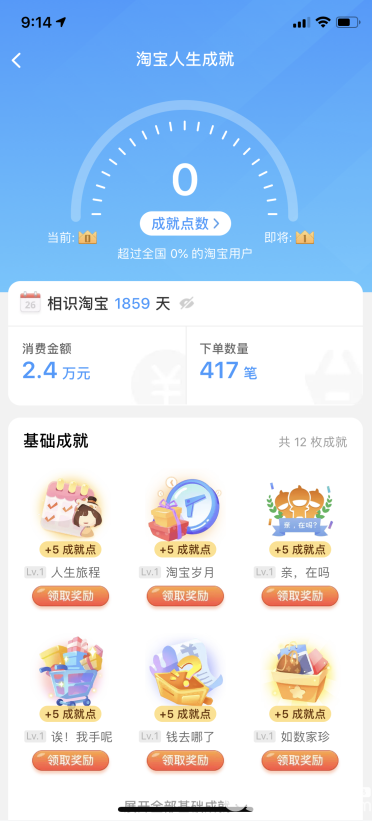 9:14
淘宝人生成就
0
成就点数
当前: 0
即将: 1
超过全国 0% 的淘宝用户
26 相识淘宝 1859 天
消费金额 下单数量
2.4 万元 417 笔
基础成就 共 12 枚成就
亲，在吗?
+5 成就点 +5 成就点 +5 成就点
Lv.1 人生旅程 Lv.1 淘宝岁月 Lv.1 亲，在吗
领取奖励 领取奖励 领取奖励
+5 成就点 +5 成就点 +5 成就点
Lv.1 诶！我手呢 Lv.1 钱去哪了 Lv.1 如数家珍
领取奖励 领取奖励 领取奖励
展开全部基础成就